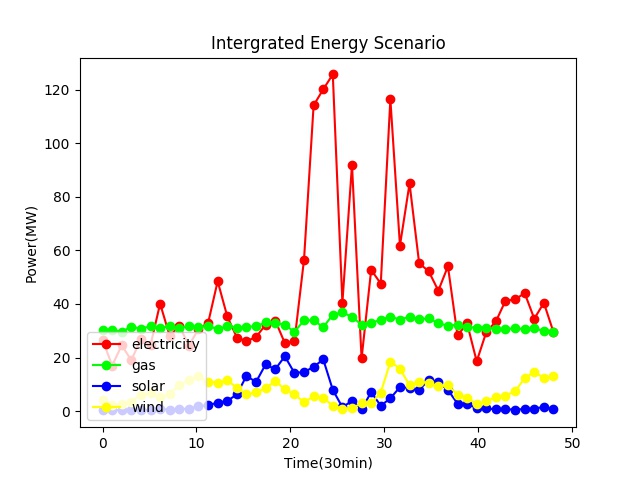 Intergrated Energy Scenario
Power(MW)
120
100
80
60
40
20
0
electricity
gas
solar
wind
0 10 20 30 40 50
Time(30min)